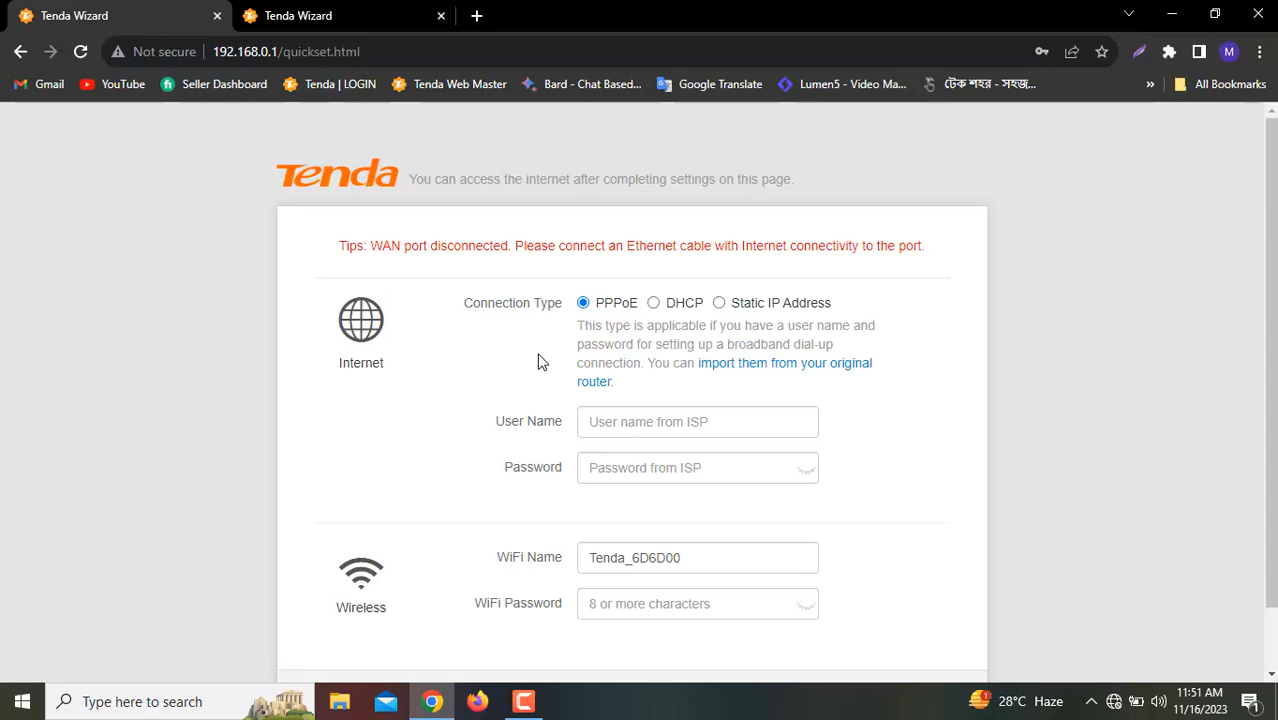 Tenda Wizard
Tenda Wizard
Not secure 192.168.0.1/quickset.html
M
Gmail YouTube Seller Dashboard Tenda | LOGIN Tenda Web Master Bard - Chat Based... Google Translate Lumen5 - Video Ma... টেক শহর - সহজ... » All Bookmarks
Tenda You can access the internet after completing settings on this page.
Tips: WAN port disconnected. Please connect an Ethernet cable with Internet connectivity to the port.
Connection Type PPPoE DHCP Static IP Address
This type is applicable if you have a user name and
password for setting up a broadband dial-up
connection. You can import them from your original
router.
Internet
User Name User name from ISP
Password Password from ISP
WiFi Name Tenda_6D6D00
Wireless
WiFi Password 8 or more characters
Type here to search
1
28°C Haze
11:51 AM
11/16/2023
1